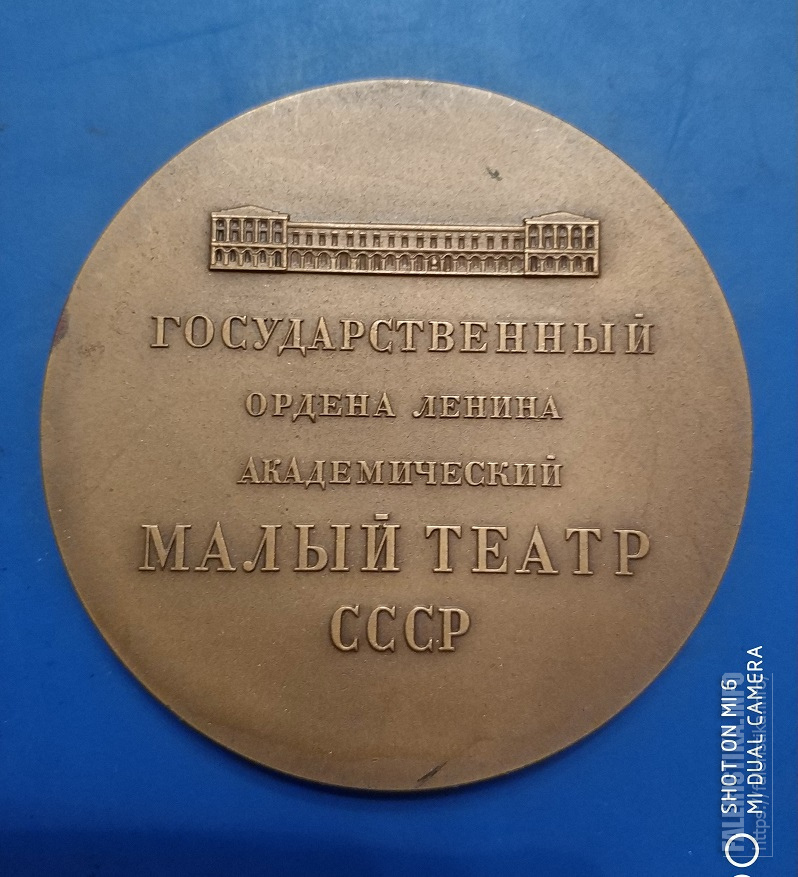 ГОСУДАРСТВЕННЫЙ
ОРДЕНА ЛЕНИНА
АКАДЕМИЧЕСКИЙ
МАЛЫЙ ТЕАТР
СССР
SHOT ON MI 6
MI DUAL CAMERA